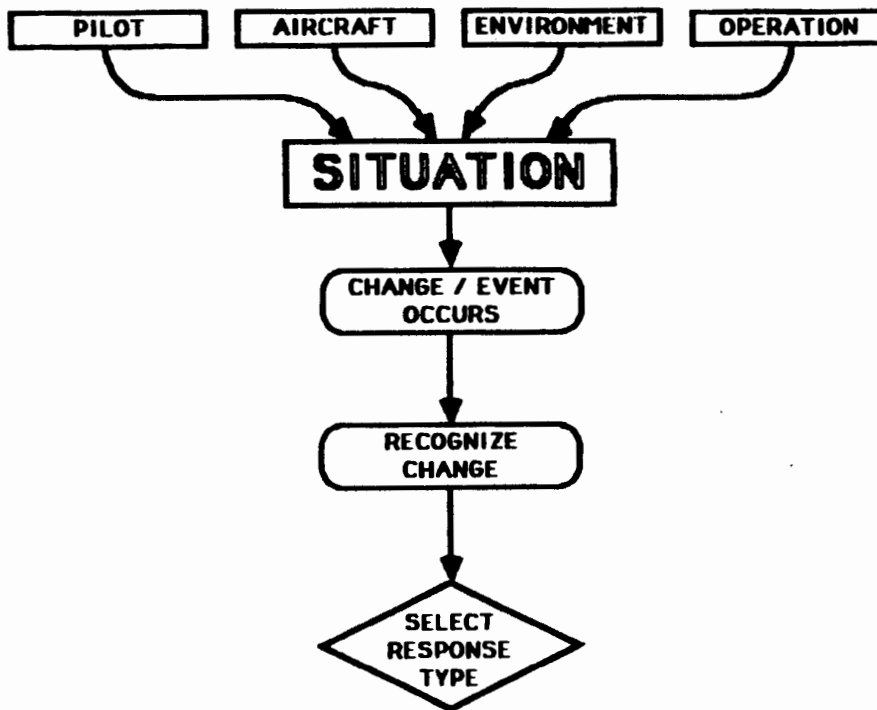 PILOT
AIRCRAFT
ENVIRONMENT
OPERATION
SITUATION
CHANGE / EVENT
OCCURS
RECOGNIZE
CHANGE
SELECT
RESPONSE
TYPE